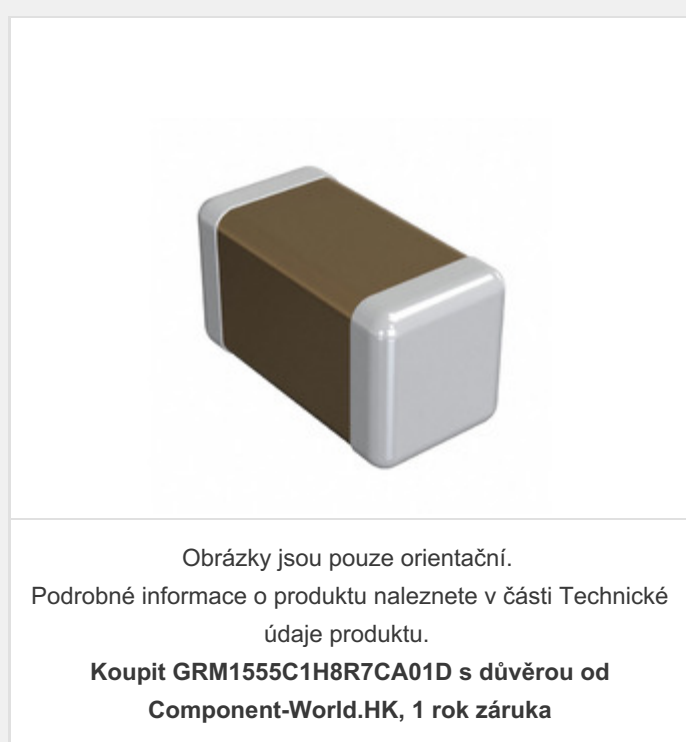 Obrázky jsou pouze orientační.
Podrobné informace o produktu naleznete v části Technické
údaje produktu.
Koupit GRM1555C1H8R7CA01D s důvěrou od
Component-World.HK, 1 rok záruka